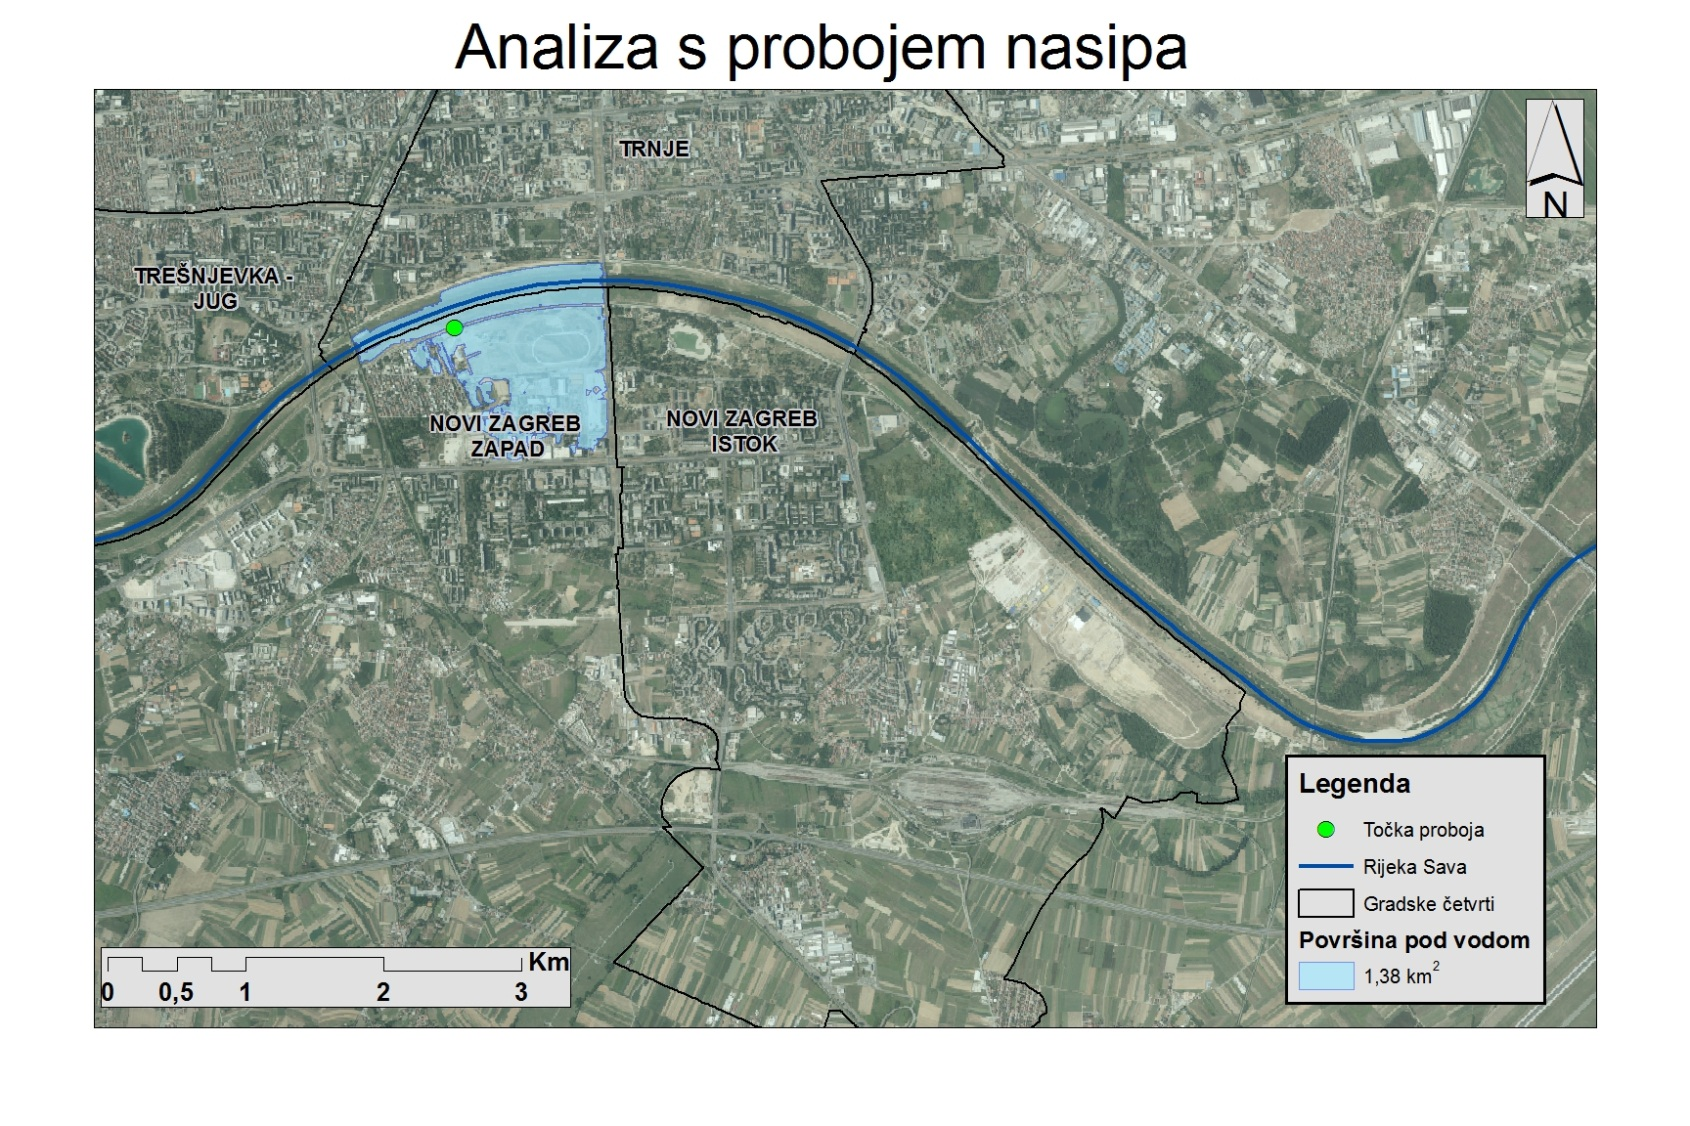 Analiza s probojem nasipa
TRNJE
TREŠNJEVKA -
JUG
NOVI ZAGREB
ZAPAD
NOVI ZAGREB
ISTOK
N
Legenda
Točka proboja
Rijeka Sava
Gradske četvrti
Površina pod vodom
1,38 km²
Km
0 0,5 1 2 3